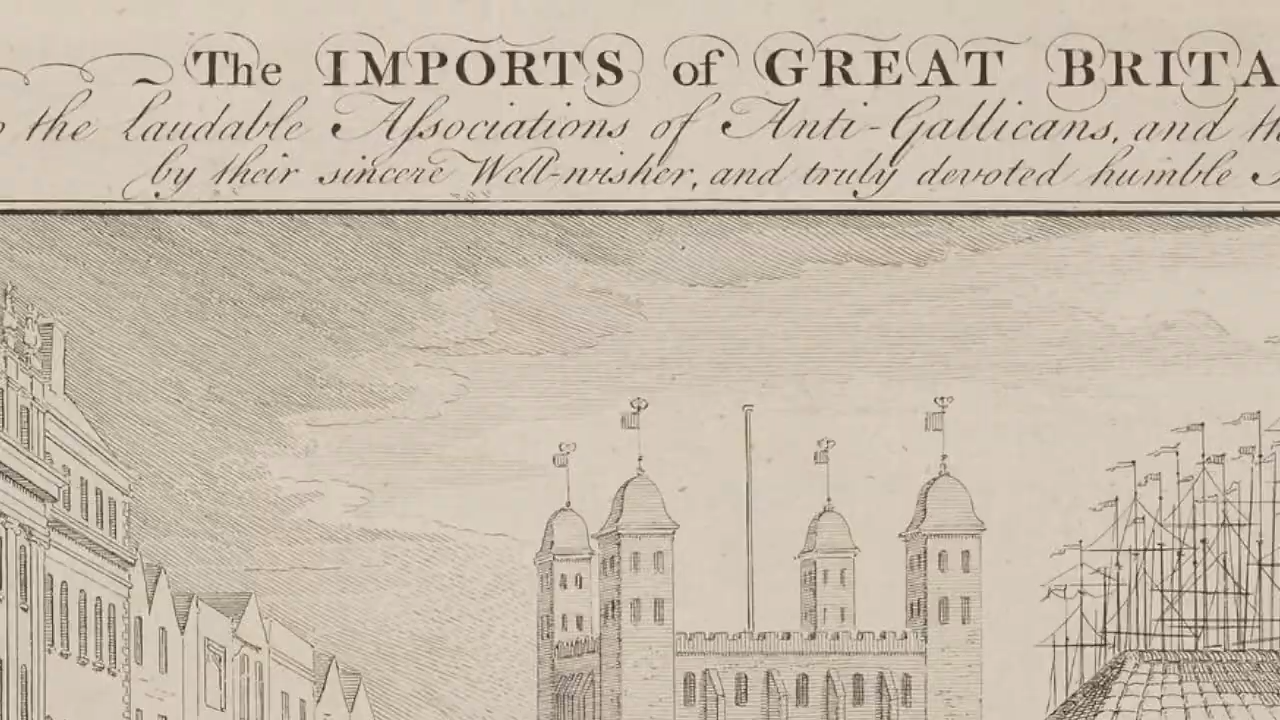 The IMPORTS of GREAT BRITA
the Laudable Aſsociations of Anti-Gallicans, and th
by their sincere Well-wisher, and truly devoted humble